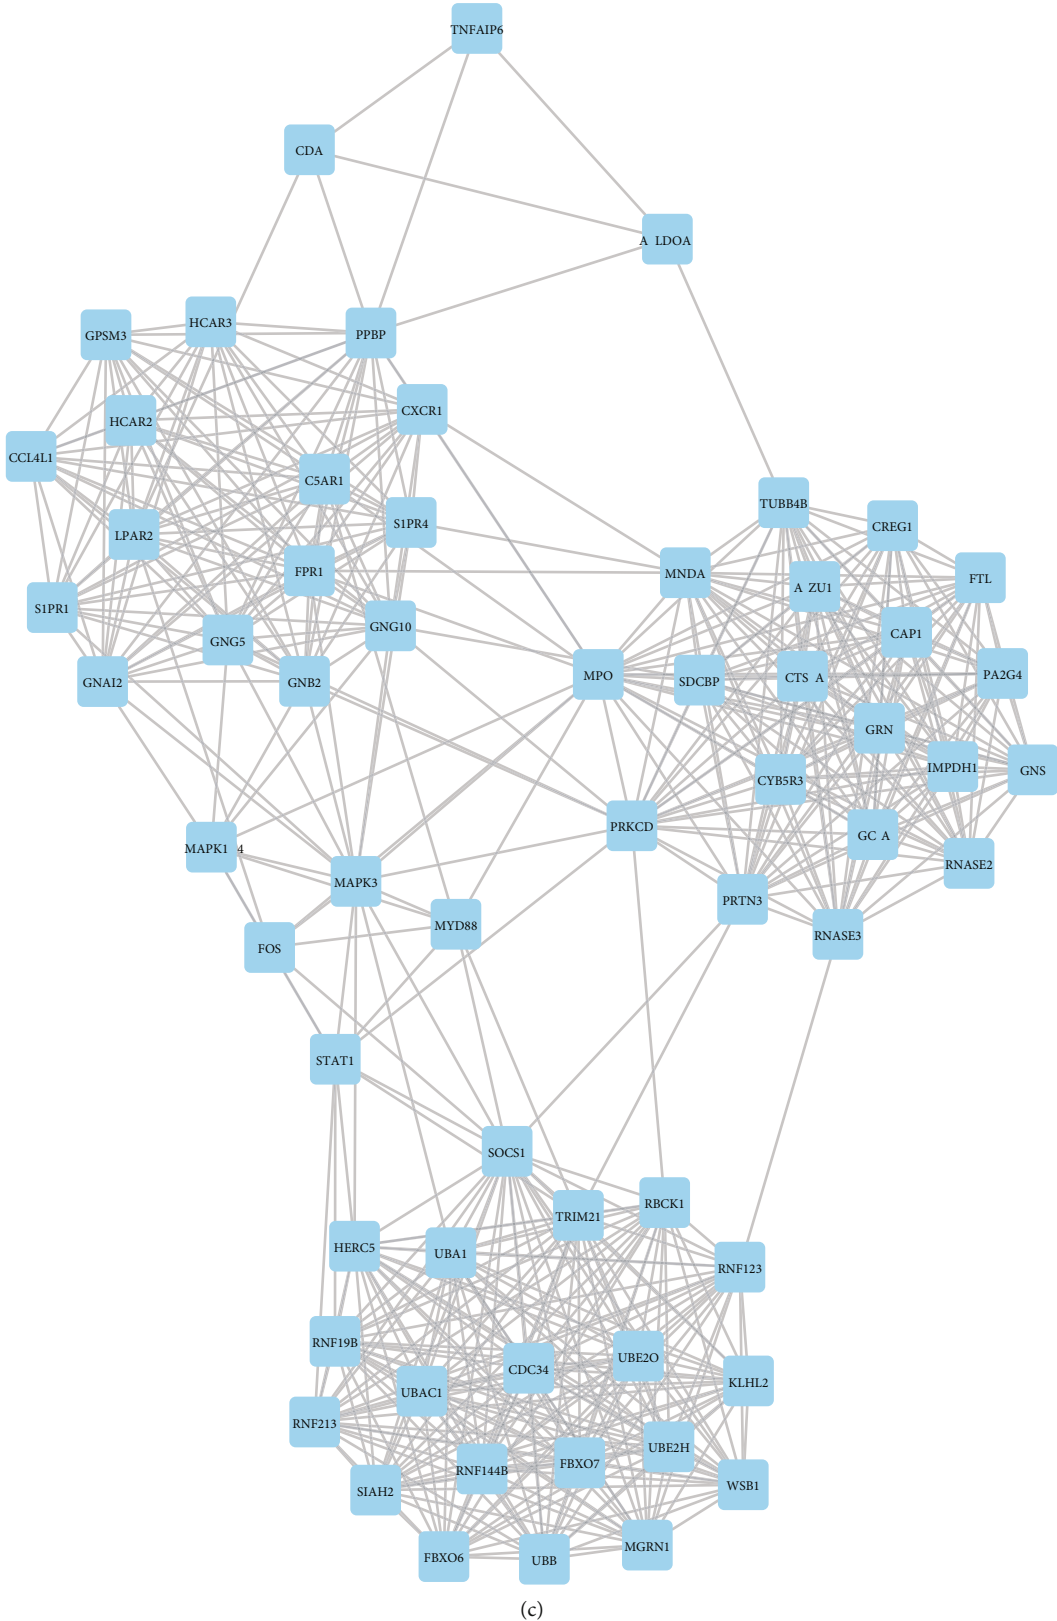 TNFAIP6
CDA
A LDOA
HCAR3
GPSM3
PPBP
CXCR1
HCAR2
CCL4L1
C5AR1
TUBB4B
S1PR4
CREG1
LPAR2
FPR1
MNDA
A ZU1
FTL
S1PR1
GNG10
CAP1
GNG5
GNAI2
GNB2
MPO
SDCBP
CTS A
PA2G4
GRN
IMPDH1
GNS
CYB5R3
PRKCD
GC A
MAPK1 4
RNASE2
MAPK3
PRTN3
MYD88
RNASE3
FOS
STAT1
SOCS1
RBCK1
TRIM21
HERC5
UBA1
RNF123
RNF19B
UBE2O
CDC34
KLHL2
UBAC1
RNF213
UBE2H
FBXO7
RNF144B
WSB1
SIAH2
MGRN1
FBXO6
UBB
(c)